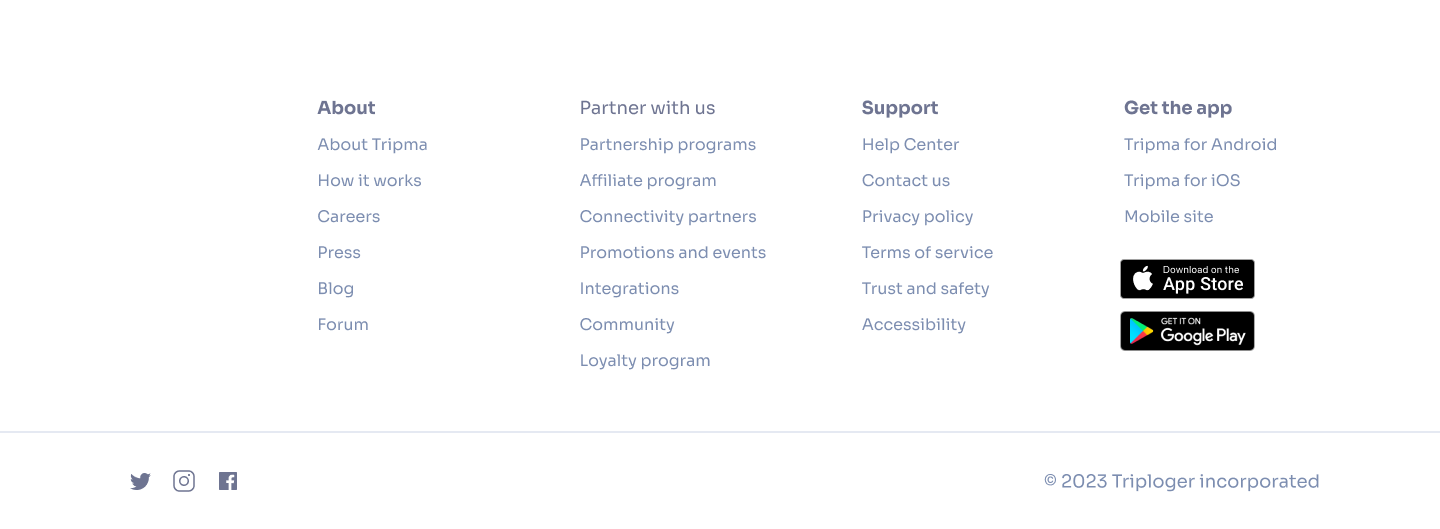 About
About Tripma
How it works
Careers
Press
Blog
Forum
Partner with us
Partnership programs
Affiliate program
Connectivity partners
Promotions and events
Integrations
Community
Loyalty program
Support
Help Center
Contact us
Privacy policy
Terms of service
Trust and safety
Accessibility
Get the app
Tripma for Android
Tripma for iOS
Mobile site
Download on the
App Store
GET IT ON
Google Play
© 2023 Triploger incorporated